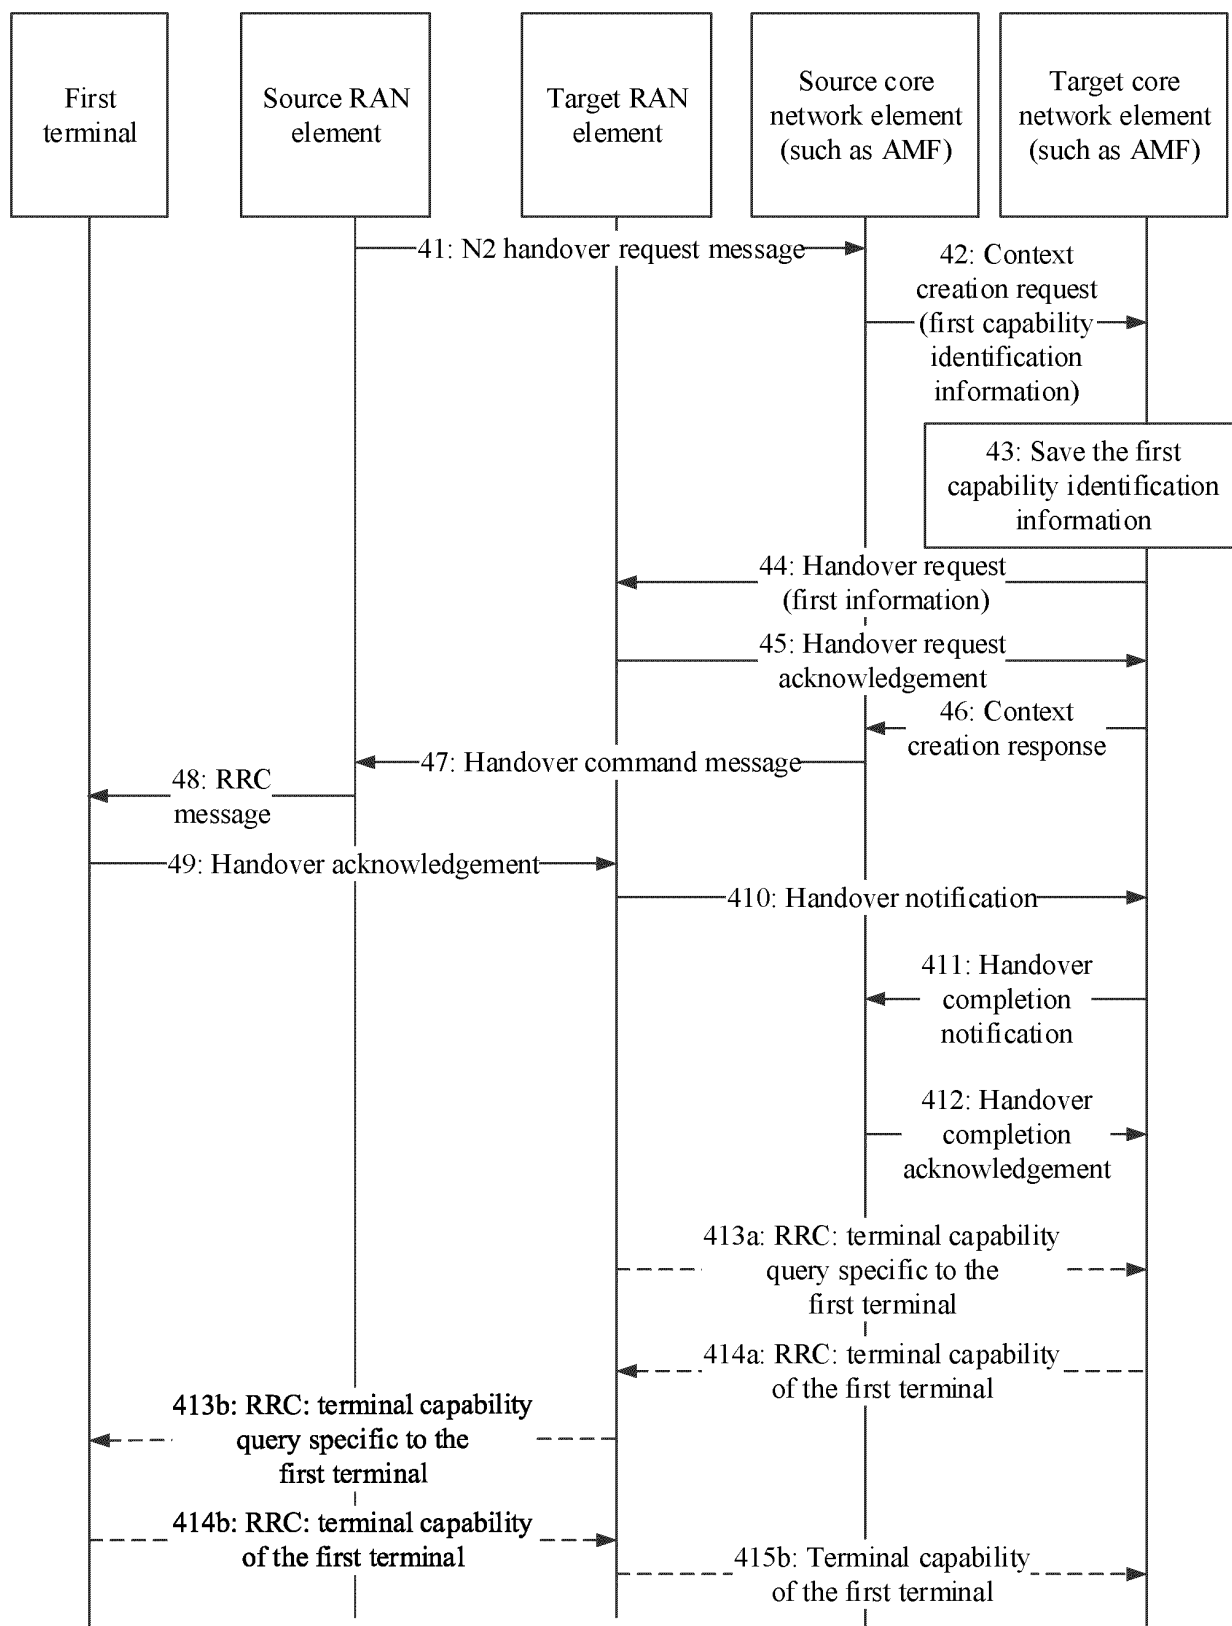 First
terminal
Source RAN
element
Target RAN
element
Source core
network element
(such as AMF)
Target core
network element
(such as AMF)
41: N2 handover request message
42: Context
creation request
(first capability
identification
information)
43: Save the first
capability identification
information
44: Handover request
(first information)
45: Handover request
acknowledgement
46: Context
creation response
47: Handover command message
48: RRC
message
49: Handover acknowledgement
410: Handover notification
411: Handover
completion
notification
412: Handover
completion
acknowledgement
413a: RRC: terminal capability
query specific to the
first terminal
414a: RRC: terminal capability
of the first terminal
413b: RRC: terminal capability
query specific to the
first terminal
414b: RRC: terminal capability
of the first terminal
415b: Terminal capability
of the first terminal